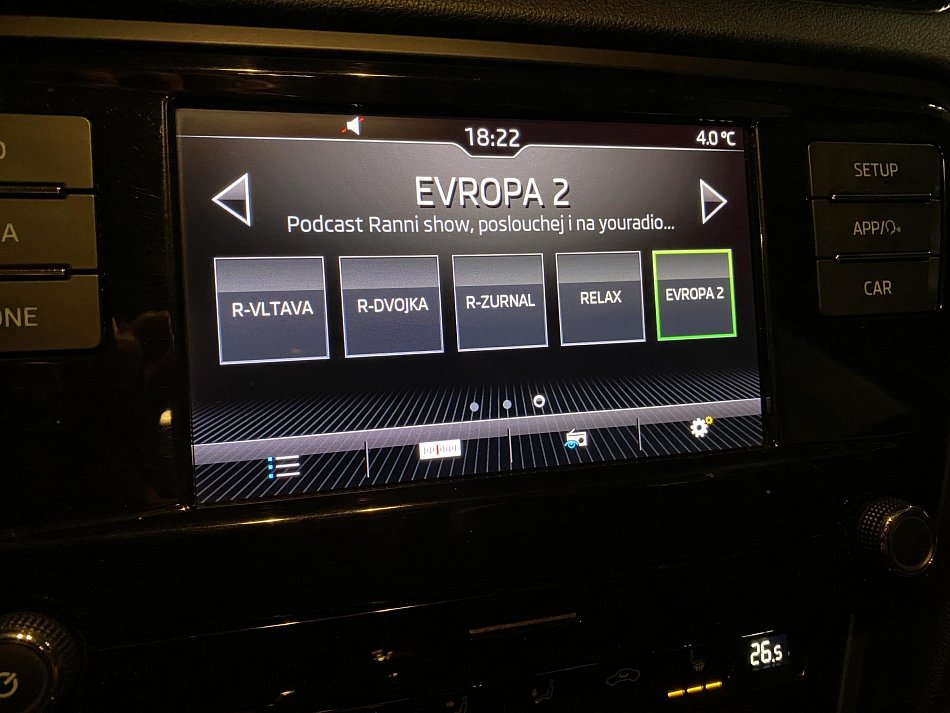 18:22
4.0 °C
EVROPA 2
Podcast Ranni show, poslouchej i na youradio...
R-VLTAVA
R-DVOJKA
R-ZURNAL
RELAX
EVROPA 2
SETUP
APP/
CAR
26.5